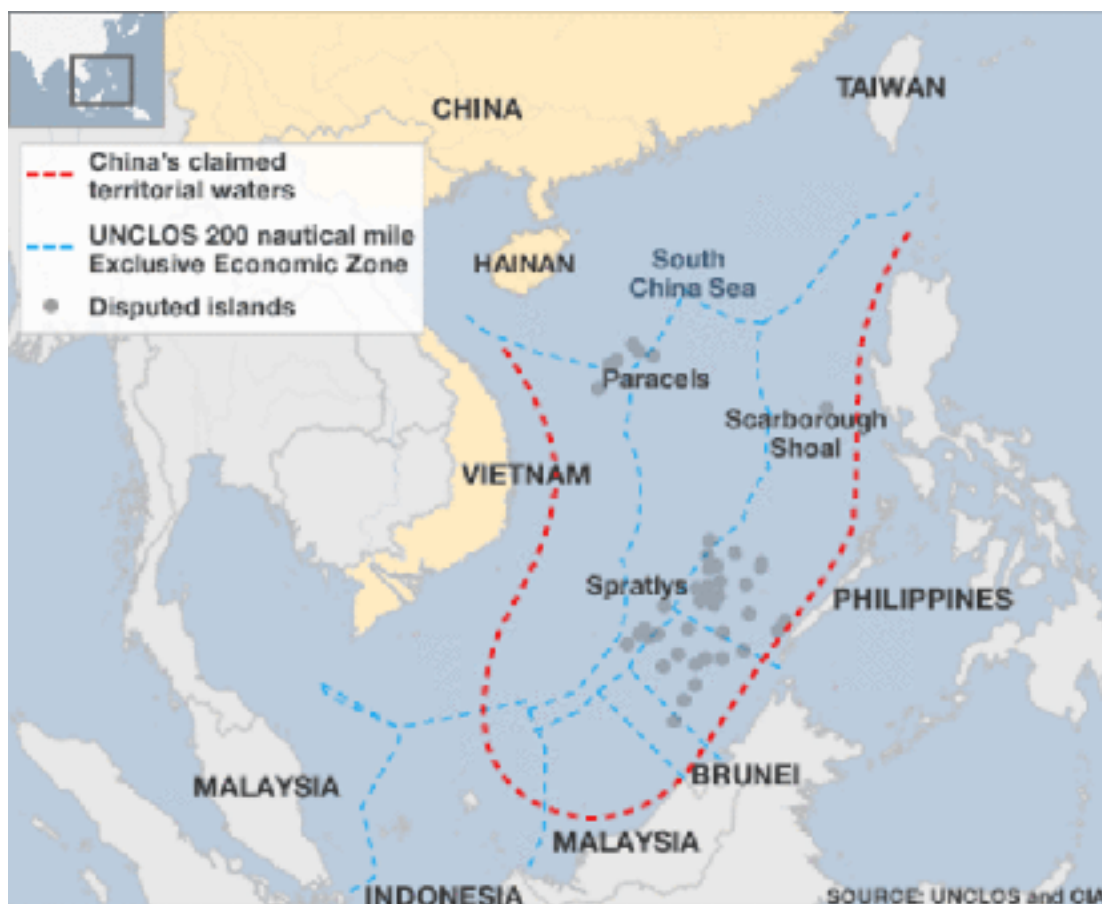 CHINA
TAIWAN
China's claimed
territorial waters
UNCLOS 200 nautical mile
Exclusive Economic Zone
Disputed islands
HAINAN
South
China Sea
Paracels
Scarborough
Shoal
VIETNAM
Spratlys
PHILIPPINES
MALAYSIA
BRUNEI
MALAYSIA
INDONESIA
SOURCE: UNCLOS and CIA